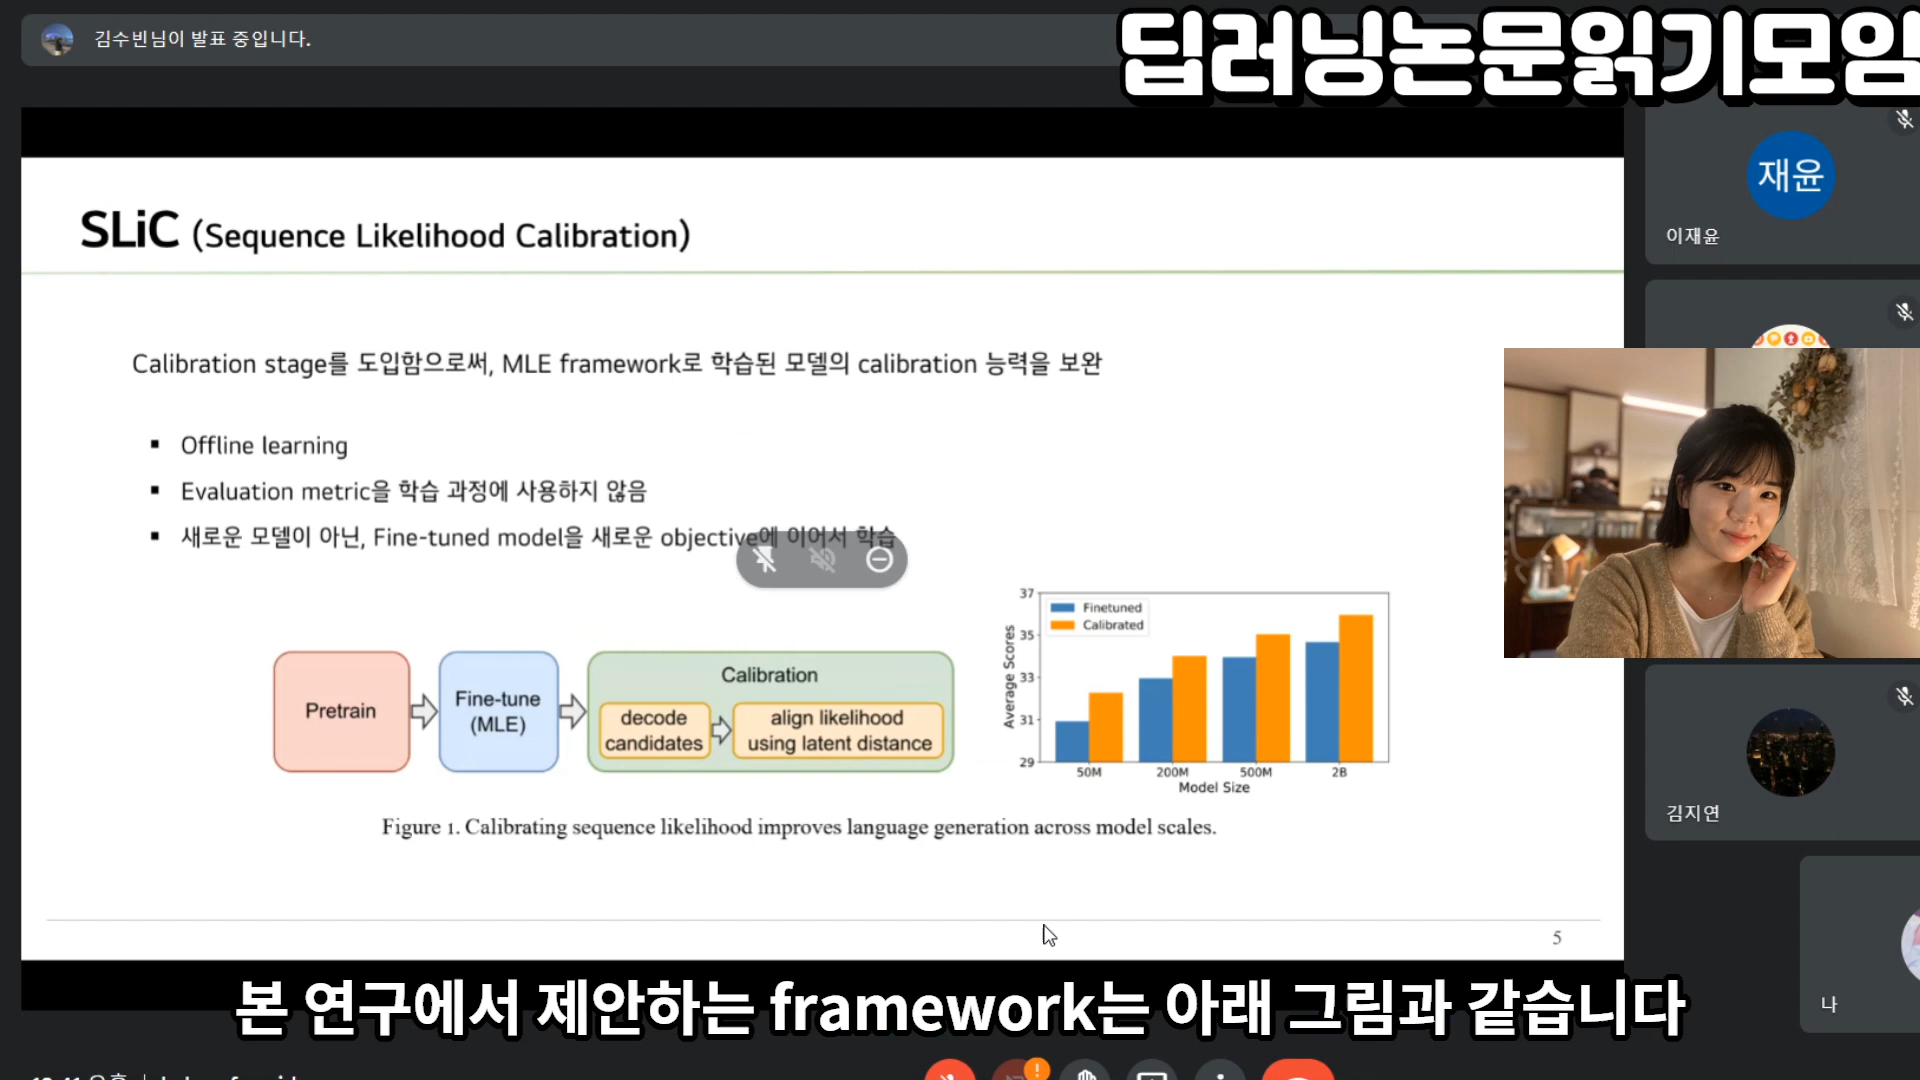 김수빈님이 발표 중입니다.
딥러닝논문읽기모임
SLiC (Sequence Likelihood Calibration)
Calibration stage를 도입함으로써, MLE framework로 학습된 모델의 calibration 능력을 보완
▪ Offline learning
▪ Evaluation metric을 학습 과정에 사용하지 않음
▪ 새로운 모델이 아닌, Fine-tuned model을 새로운 objective에 이어서 학습
Pretrain
Fine-tune
(MLE)
Calibration
decode
candidates
align likelihood
using latent distance
Finetuned
Calibrated
Average Scores
37
35
33
31
29
50M
200M
500M
2B
Model Size
Figure 1. Calibrating sequence likelihood improves language generation across model scales.
5
재윤
이재윤
김지연
나
본 연구에서 제안하는 framework는 아래 그림과 같습니다